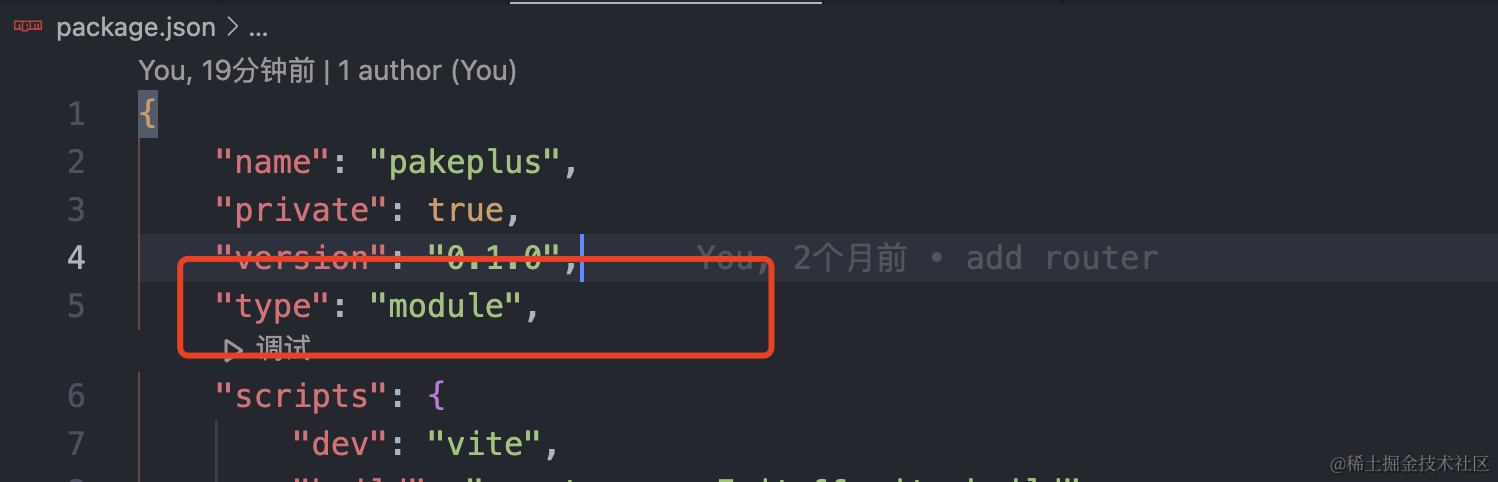 package.json > ...
You, 19分钟前 | 1 author (You)
1 {
2 "name": "pakeplus",
3 "private": true,
4 "version": "0.1.0", You, 2个月前 • add router
5 "type": "module",
调试
6 "scripts": {
7 "dev": "vite",
@稀土掘金技术社区